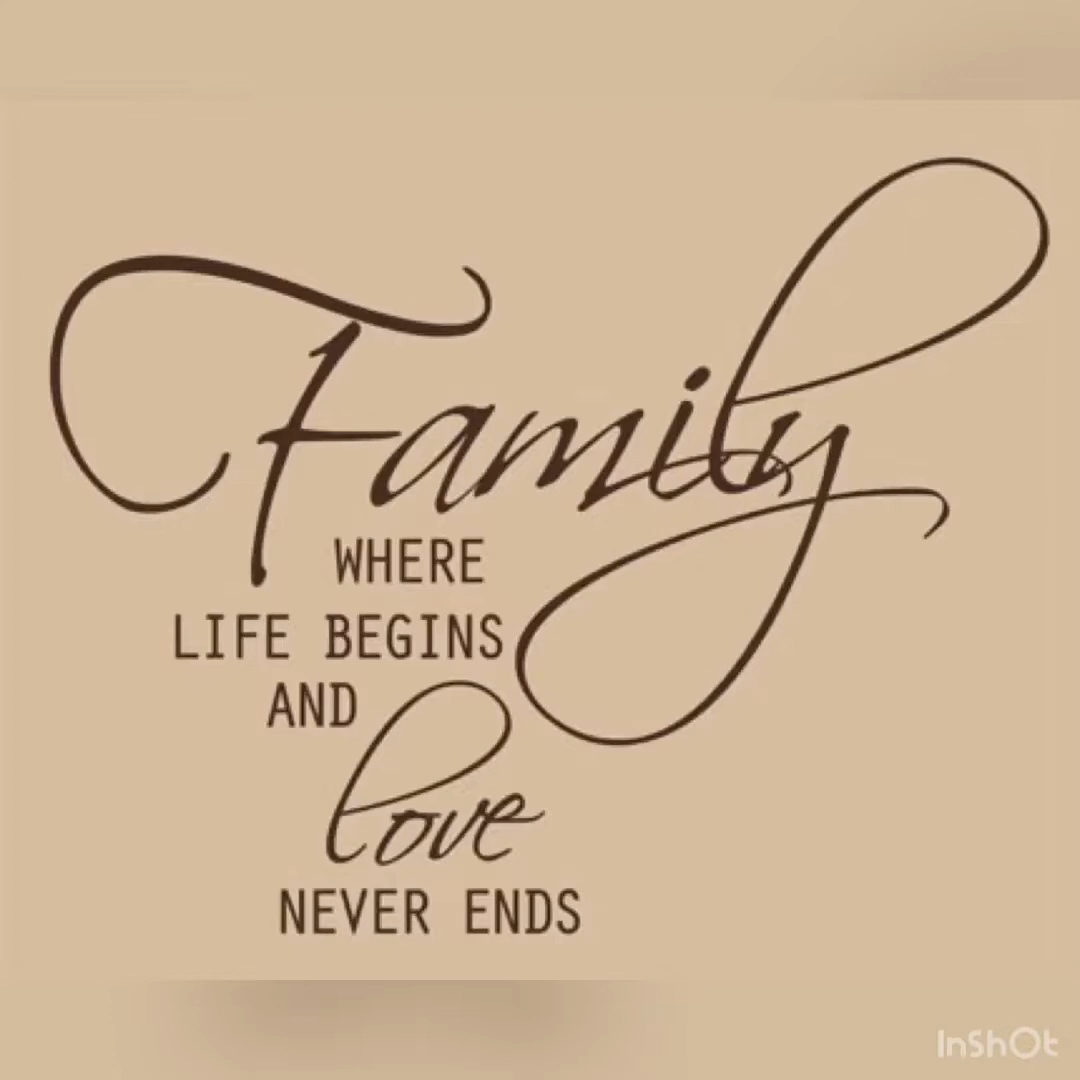 Family
WHERE
LIFE BEGINS
AND
love
NEVER ENDS
InShOt